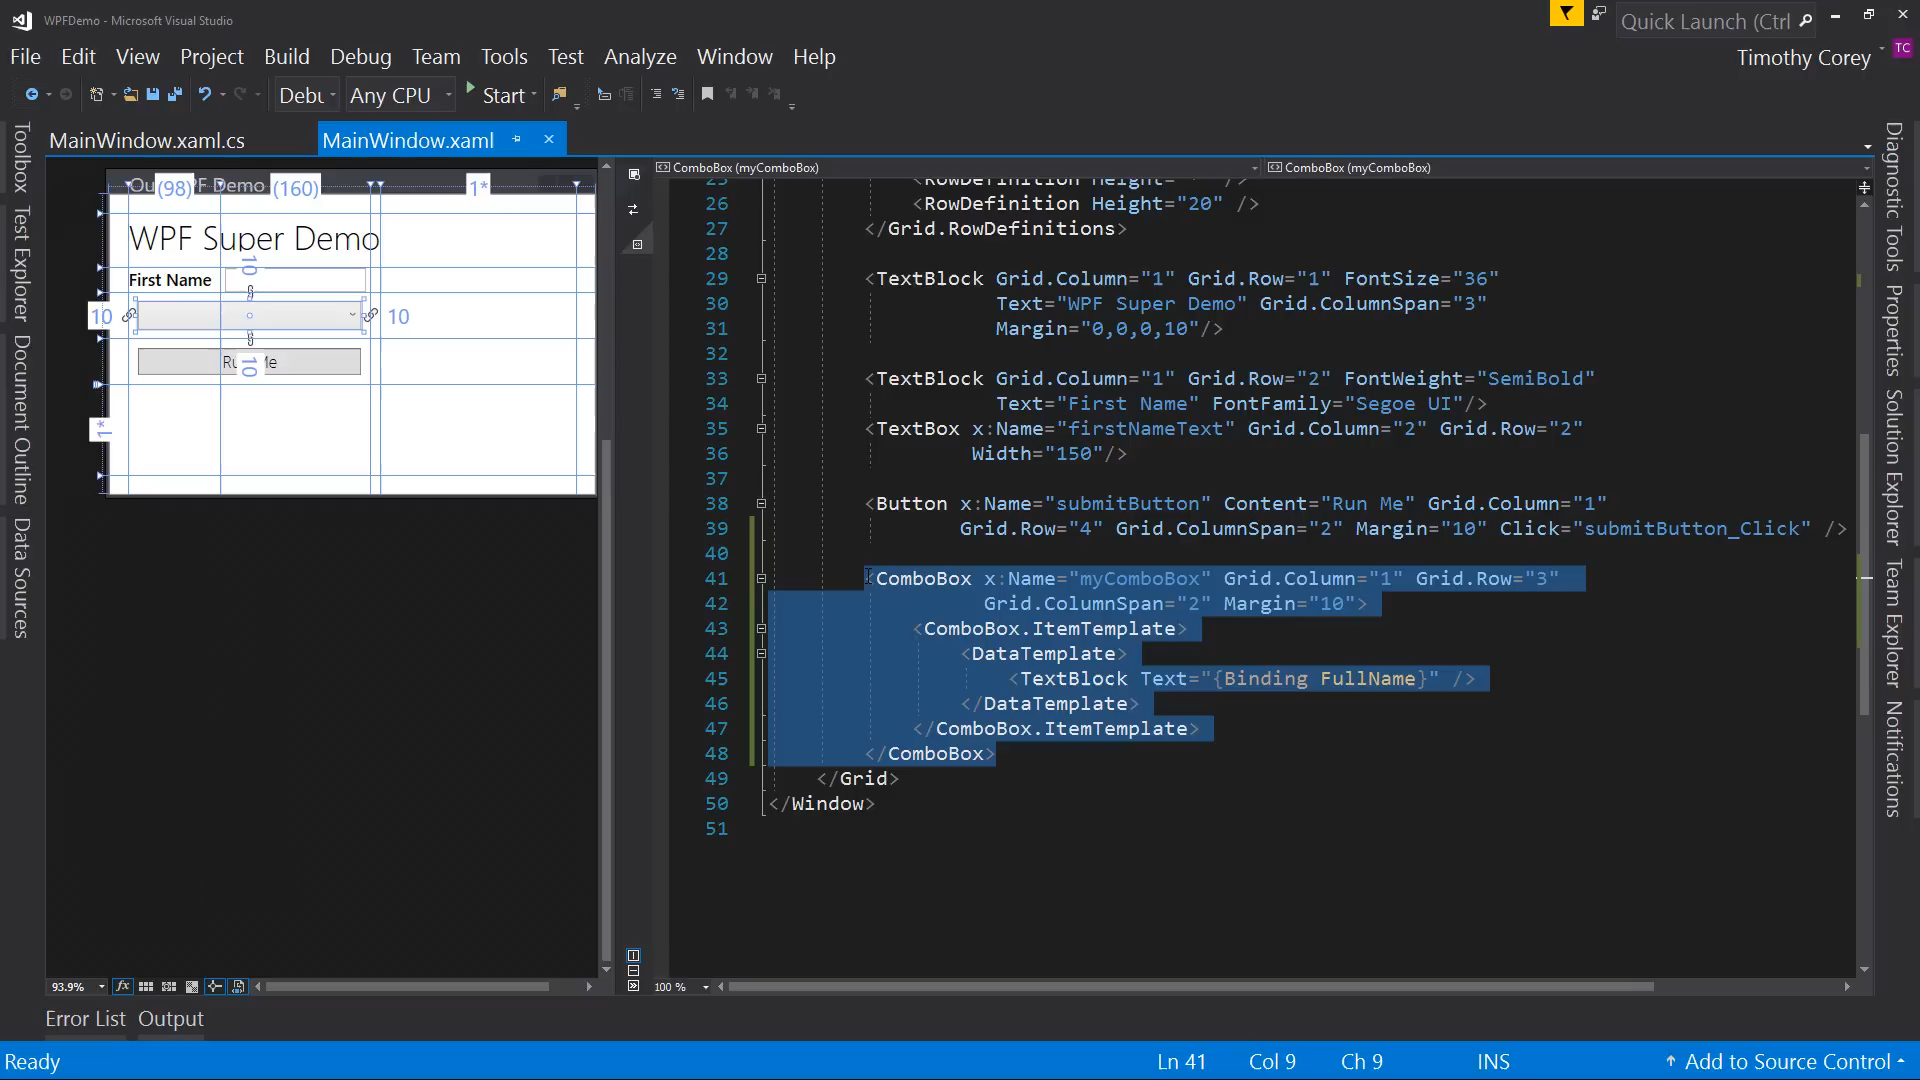 WPFDemo - Microsoft Visual Studio
Quick Launch (Ctrl
File Edit View Project Build Debug Team Tools Test Analyze Window Help
Timothy Corey TC
Any CPU Start
MainWindow.xaml.cs MainWindow.xaml
Toolbox
Test Explorer
Document Outline
Data Sources
(98) (160) 1*
WPF Super Demo
10
First Name
10 10
10
1*
ComboBox (myComboBox) ComboBox (myComboBox)
26 <RowDefinition Height="20" />
27 </Grid.RowDefinitions>
28
29 <TextBlock Grid.Column="1" Grid.Row="1" FontSize="36"
30 Text="WPF Super Demo" Grid.ColumnSpan="3"
31 Margin="0,0,0,10"/>
32
33 <TextBlock Grid.Column="1" Grid.Row="2" FontWeight="SemiBold"
34 Text="First Name" FontFamily="Segoe UI"/>
35 <TextBox x:Name="firstNameText" Grid.Column="2" Grid.Row="2"
36 Width="150"/>
37
38 <Button x:Name="submitButton" Content="Run Me" Grid.Column="1"
39 Grid.Row="4" Grid.ColumnSpan="2" Margin="10" Click="submitButton_Click" />
40
41 <ComboBox x:Name="myComboBox" Grid.Column="1" Grid.Row="3"
42 Grid.ColumnSpan="2" Margin="10">
43 <ComboBox.ItemTemplate>
44 <DataTemplate>
45 <TextBlock Text="{Binding FullName}" />
46 </DataTemplate>
47 </ComboBox.ItemTemplate>
48 </ComboBox>
49 </Grid>
50 </Window>
51
Diagnostic Tools
Properties
Solution Explorer
Team Explorer
Notifications
93.9% fx
100 %
Error List Output
Ready Ln 41 Col 9 Ch 9 INS Add to Source Control